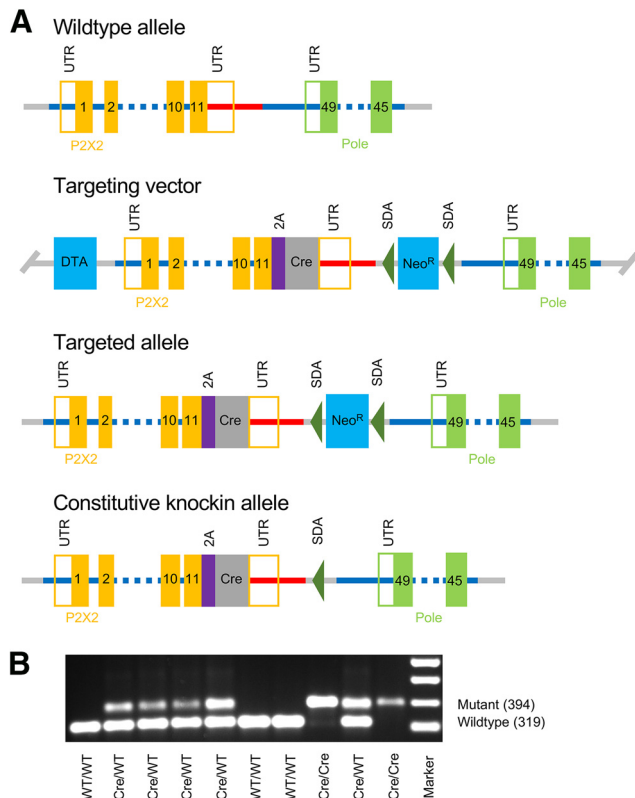 A
Wildtype allele
UTR
UTR
UTR
1
2
10
11
49
45
P2X2
Pole
Targeting vector
UTR
2A
UTR
SDA
SDA
UTR
DTA
1
2
10
11
Cre
NeoR
49
45
P2X2
Pole
Targeted allele
UTR
2A
UTR
SDA
SDA
UTR
1
2
10
11
Cre
NeoR
49
45
P2X2
Pole
Constitutive knockin allele
UTR
2A
UTR
SDA
UTR
1
2
10
11
Cre
49
45
P2X2
Pole
B
Mutant (394)
Wildtype (319)
WT/WT
Cre/WT
Cre/WT
Cre/WT
Cre/WT
WT/WT
WT/WT
Cre/Cre
Cre/WT
Cre/Cre
Marker